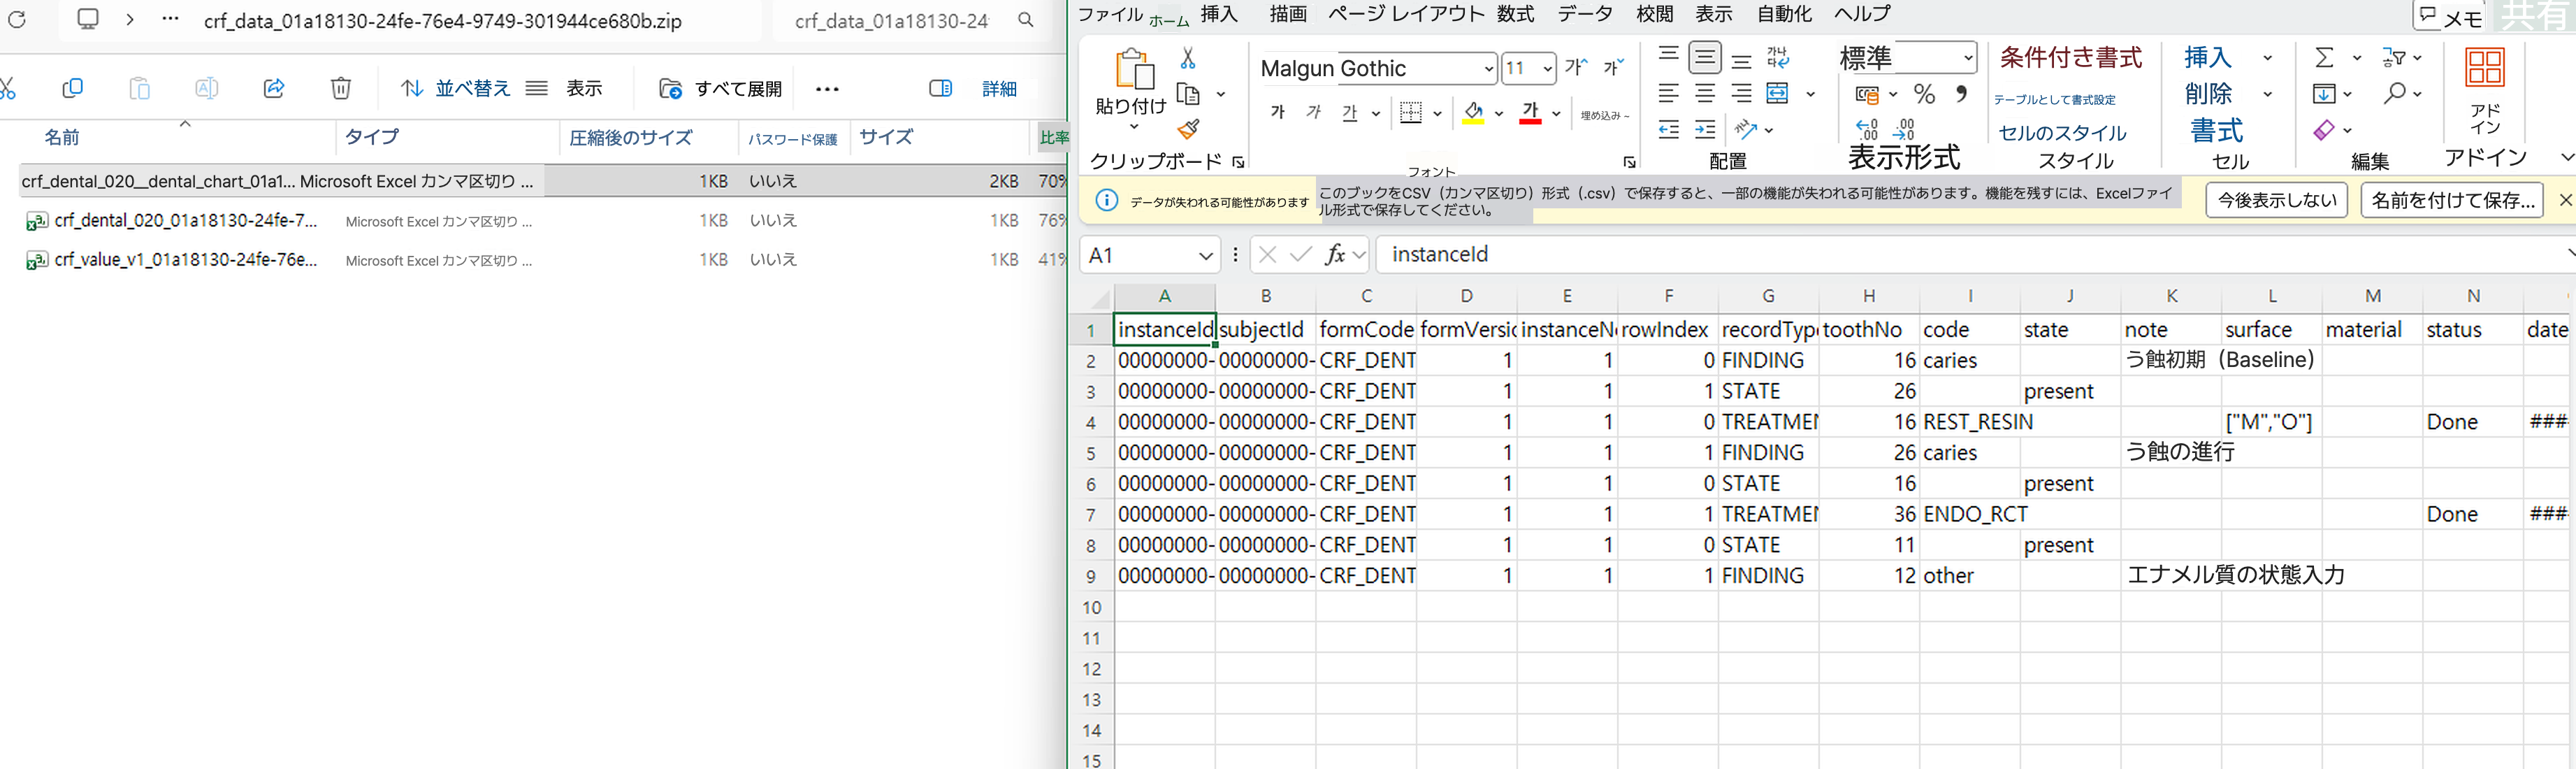 crf_data_01a18130-24fe-76e4-9749-301944ce680b.zip
crf_data_01a18130-24
並べ替え 表示 すべて展開 詳細
名前 タイプ 圧縮後のサイズ パスワード保護 サイズ 比率
crf_dental_020__dental_chart_01a1... Microsoft Excel カンマ区切り ... 1KB いいえ 2KB 70%
crf_dental_020_01a18130-24fe-7... Microsoft Excel カンマ区切り ... 1KB いいえ 1KB 76%
crf_value_v1_01a18130-24fe-76e... Microsoft Excel カンマ区切り ... 1KB いいえ 1KB 41%
ファイル ホーム 挿入 描画 ページ レイアウト 数式 データ 校閲 表示 自動化 ヘルプ メモ 共有
貼り付け
クリップボード
Malgun Gothic 11 가 가
가 가 가 가 埋め込み ~
フォント
가나다라
配置
標準
% 9
.00 .00
表示形式
条件付き書式
テーブルとして書式設定
セルのスタイル
スタイル
挿入
削除
書式
セル
編集
アド
イン
アドイン
データが失われる可能性があります このブックをCSV（カンマ区切り）形式（.csv）で保存すると、一部の機能が失われる可能性があります。機能を残すには、Excelファイ
ル形式で保存してください。
今後表示しない 名前を付けて保存...
A1 fx instanceId
A B C D E F G H I J K L M N
1 instanceId subjectId formCode formVersic instanceN rowIndex recordType toothNo code state note surface material status date
2 00000000- 00000000- CRF_DENT 1 1 0 FINDING 16 caries う蝕初期（Baseline）
3 00000000- 00000000- CRF_DENT 1 1 1 STATE 26 present
4 00000000- 00000000- CRF_DENT 1 1 0 TREATMEN 16 REST_RESIN ["M","O"] Done ###
5 00000000- 00000000- CRF_DENT 1 1 1 FINDING 26 caries う蝕の進行
6 00000000- 00000000- CRF_DENT 1 1 0 STATE 16 present
7 00000000- 00000000- CRF_DENT 1 1 1 TREATMEN 36 ENDO_RCT Done ###
8 00000000- 00000000- CRF_DENT 1 1 0 STATE 11 present
9 00000000- 00000000- CRF_DENT 1 1 1 FINDING 12 other エナメル質の状態入力
10
11
12
13
14
15